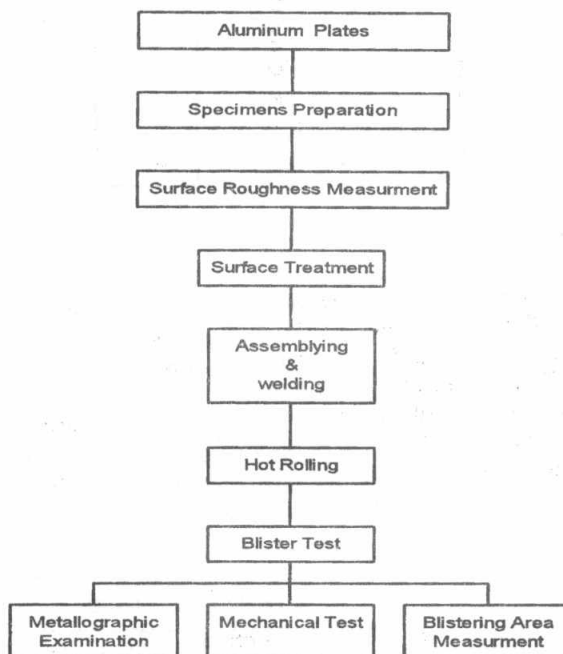 Aluminum Plates
Specimens Preparation
Surface Roughness Measurment
Surface Treatment
Assemblying
&
welding
Hot Rolling
Blister Test
Metallographic
Examination
Mechanical Test
Blistering Area
Measurment